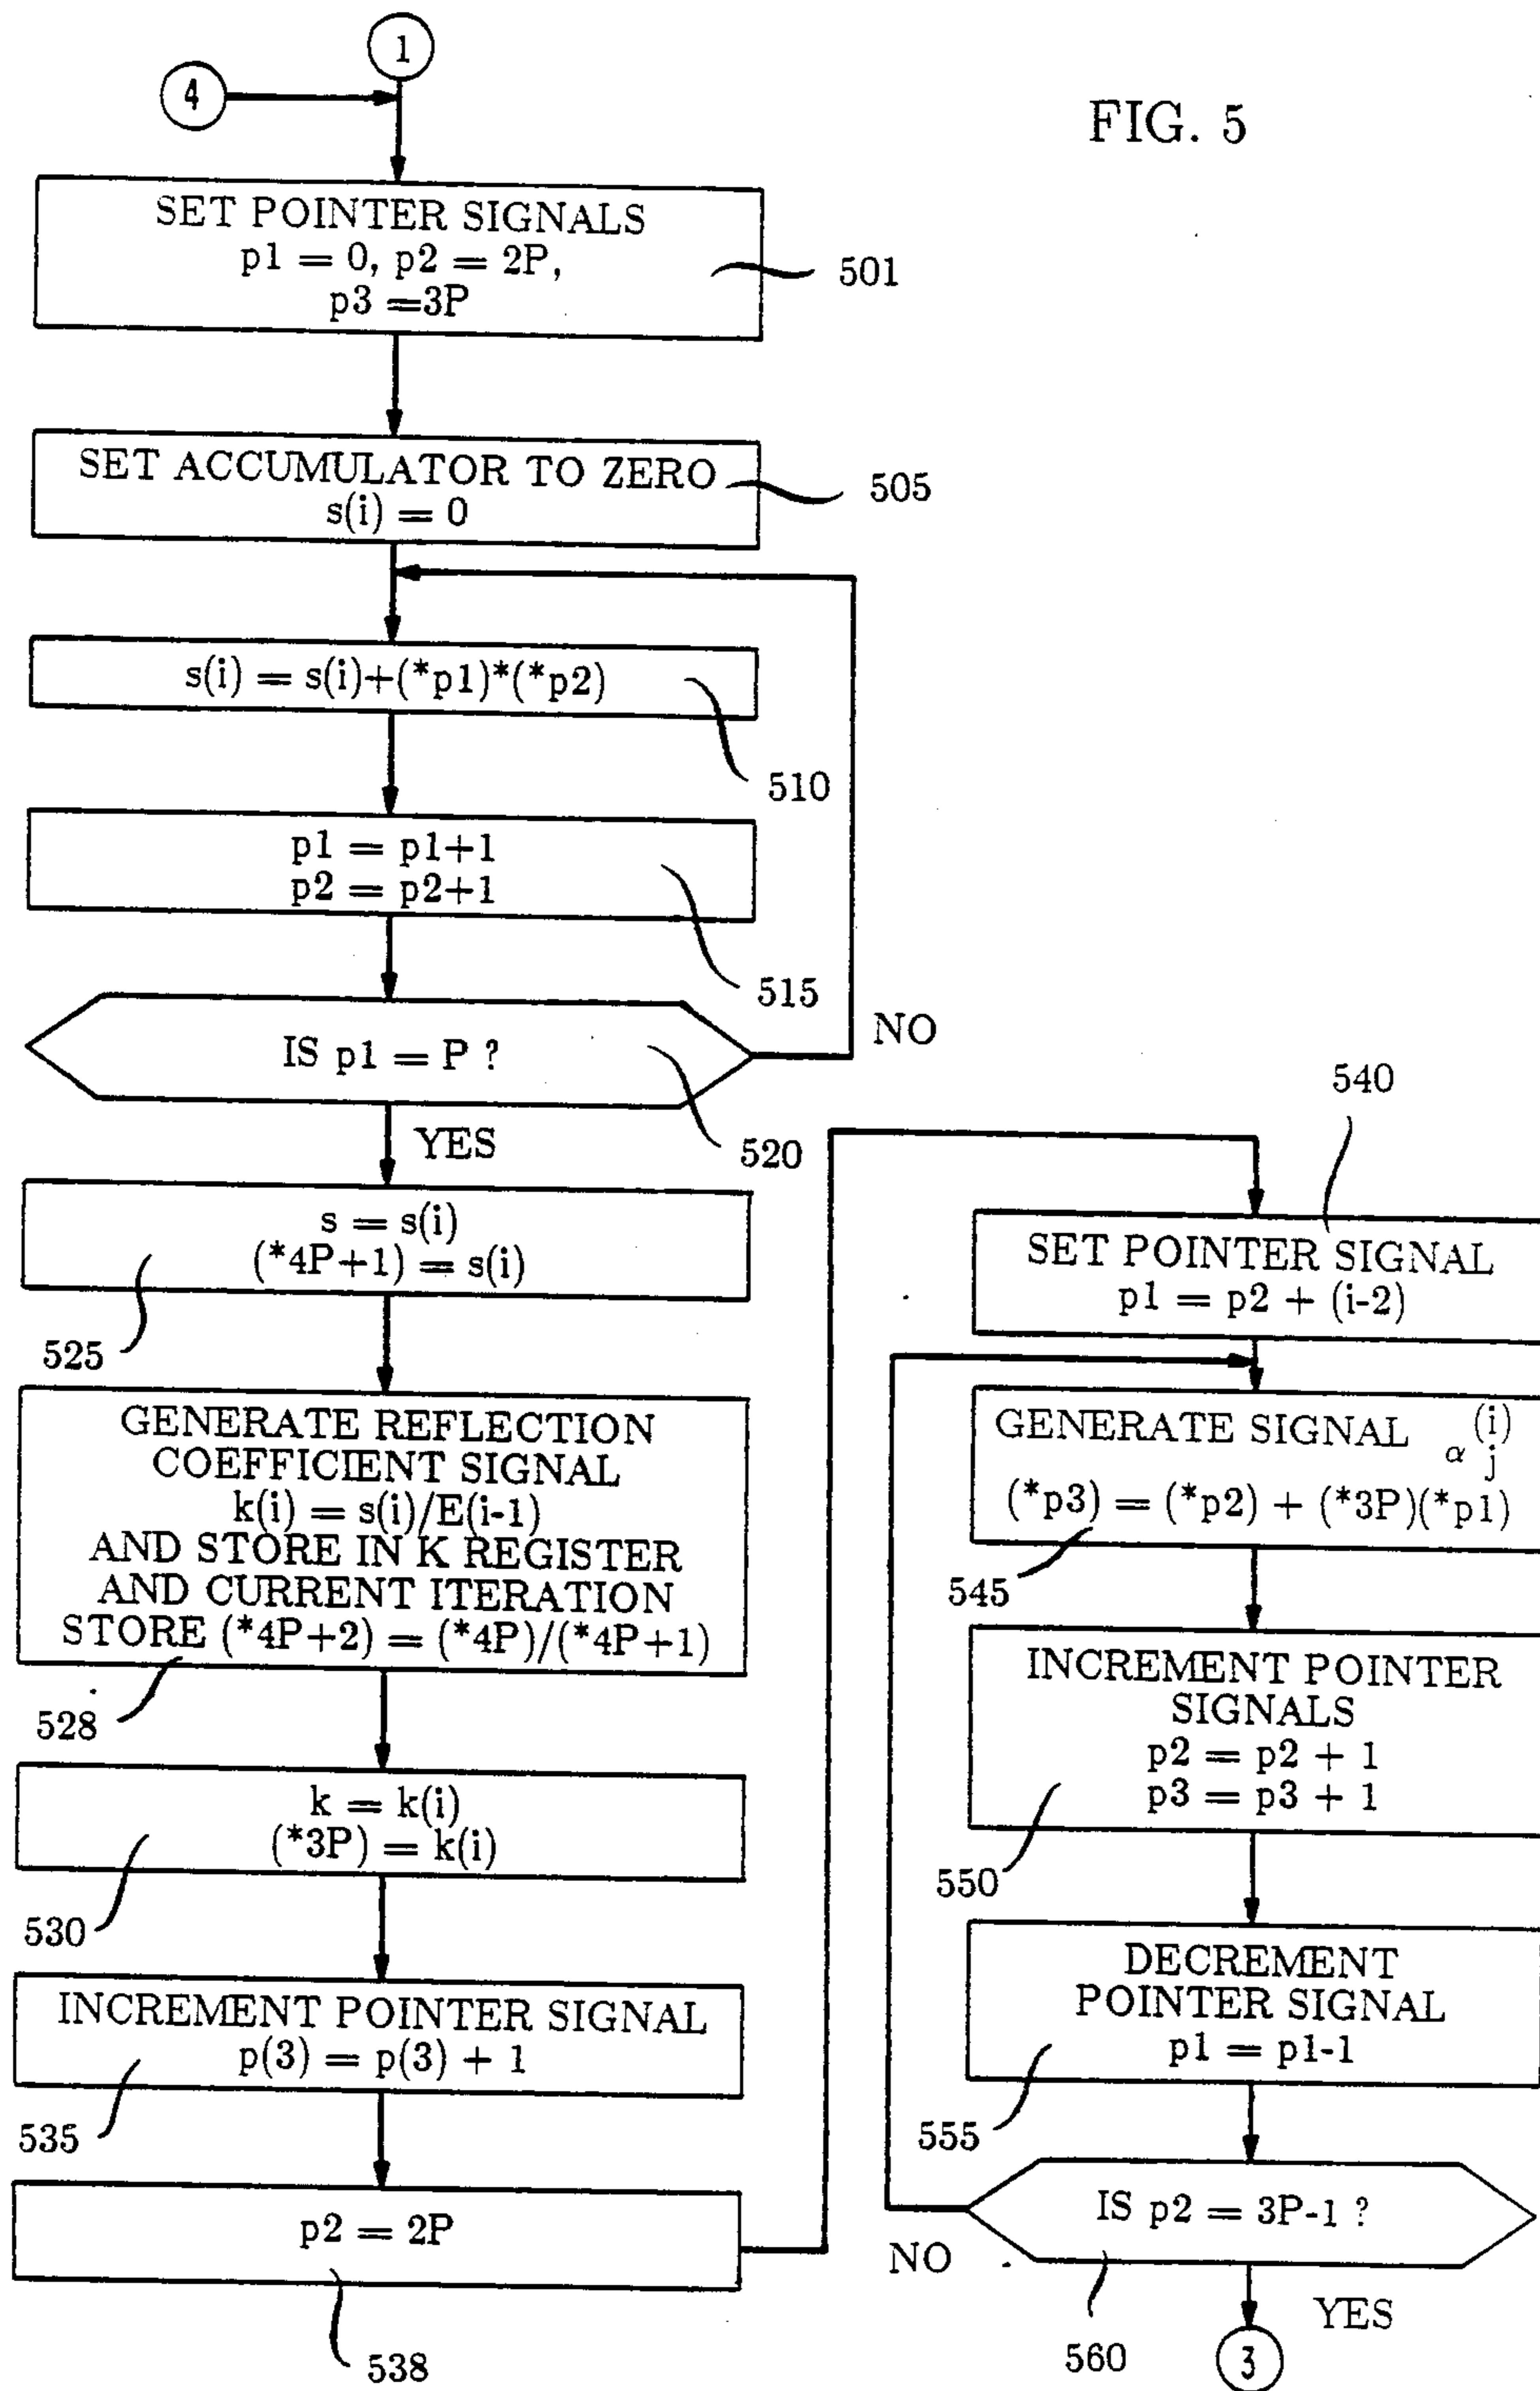 1
4
FIG. 5
SET POINTER SIGNALS
p1 = 0, p2 = 2P,
p3 =3P
501
SET ACCUMULATOR TO ZERO
s(i) = 0
505
s(i) = s(i)+(*p1)*(*p2)
510
p1 = p1+1
p2 = p2+1
515
IS p1 = P ?
NO
520
YES
s = s(i)
(*4P+1) = s(i)
525
GENERATE REFLECTION
COEFFICIENT SIGNAL
k(i) = s(i)/E(i-1)
AND STORE IN K REGISTER
AND CURRENT ITERATION
STORE (*4P+2) = (*4P)/(*4P+1)
528
k = k(i)
(*3P) = k(i)
530
INCREMENT POINTER SIGNAL
p(3) = p(3) + 1
535
p2 = 2P
538
540
SET POINTER SIGNAL
p1 = p2 + (i-2)
GENERATE SIGNAL α j (i)
(*p3) = (*p2) + (*3P)(*p1)
545
INCREMENT POINTER
SIGNALS
p2 = p2 + 1
p3 = p3 + 1
550
DECREMENT
POINTER SIGNAL
p1 = p1-1
555
IS p2 = 3P-1 ?
NO
560
YES
3